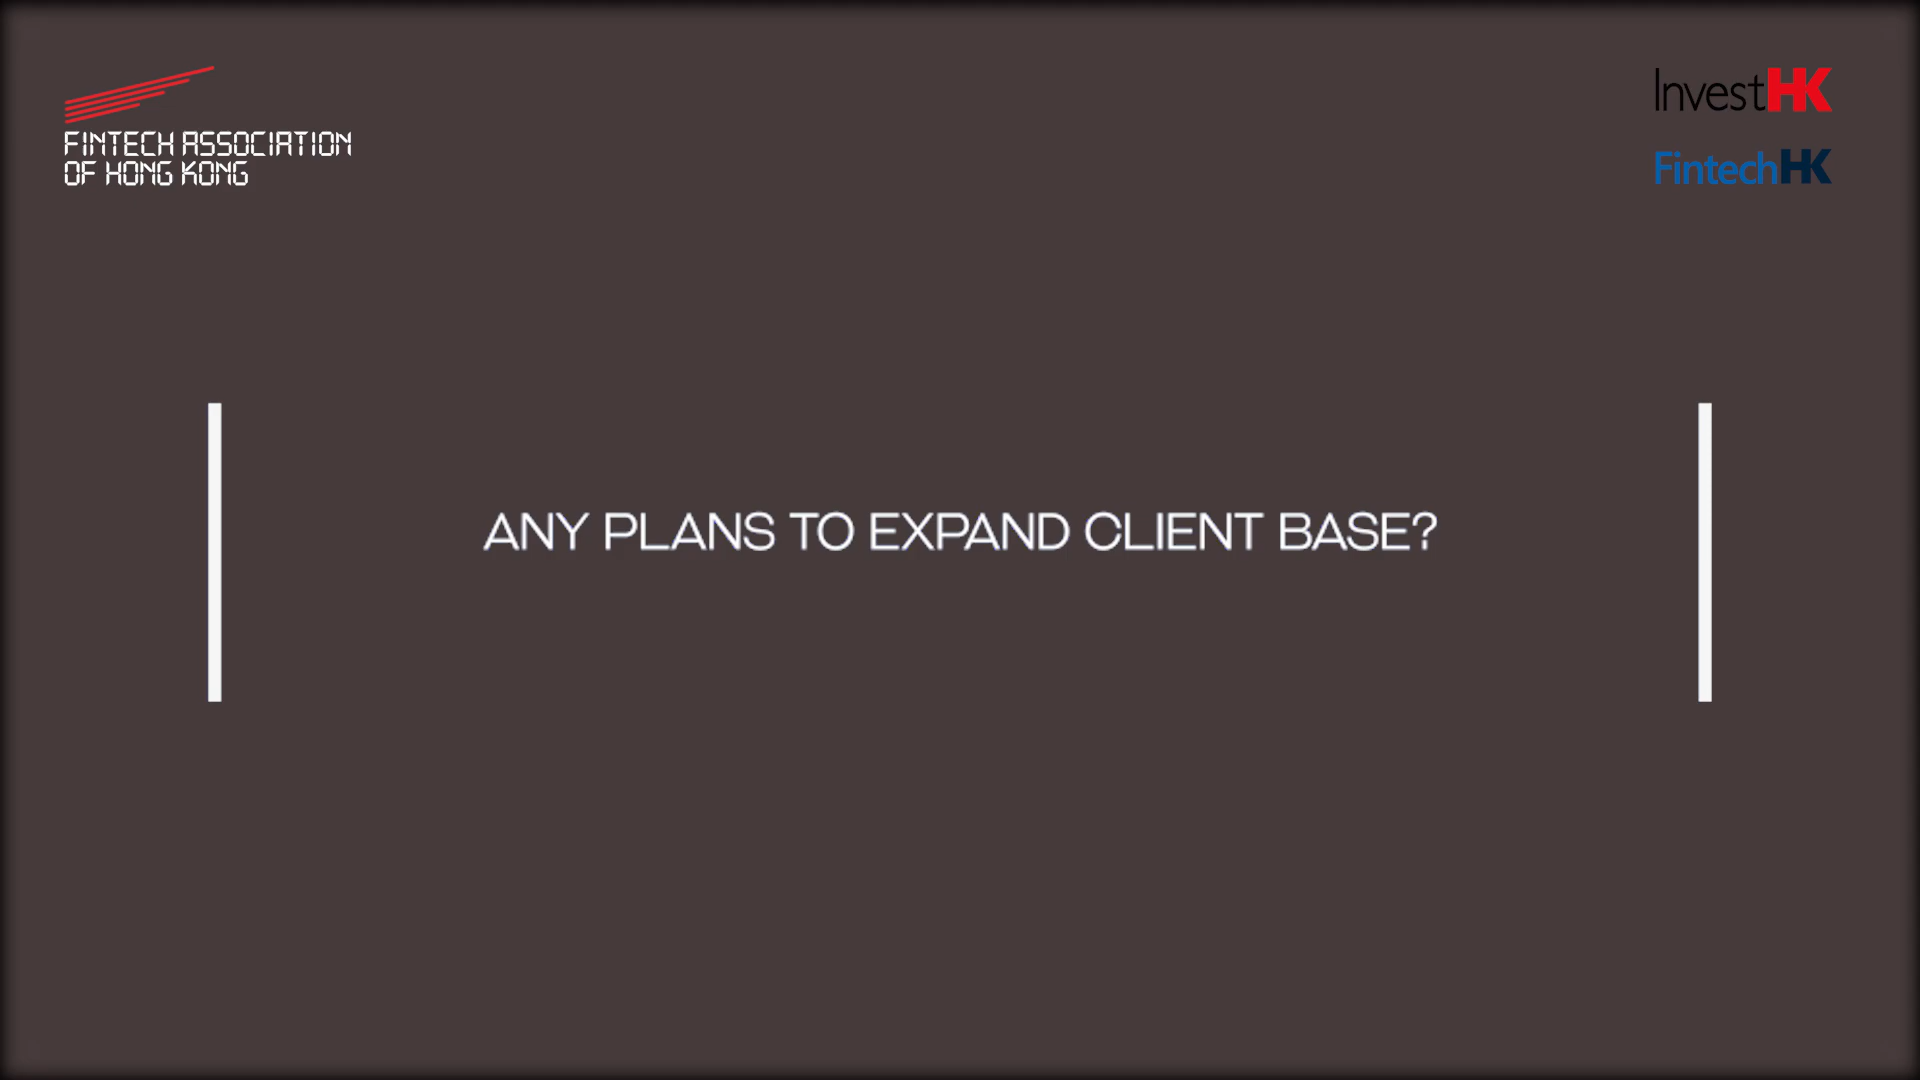 FINTECH ASSOCIATION
OF HONG KONG
InvestHK
FintechHK
ANY PLANS TO EXPAND CLIENT BASE?